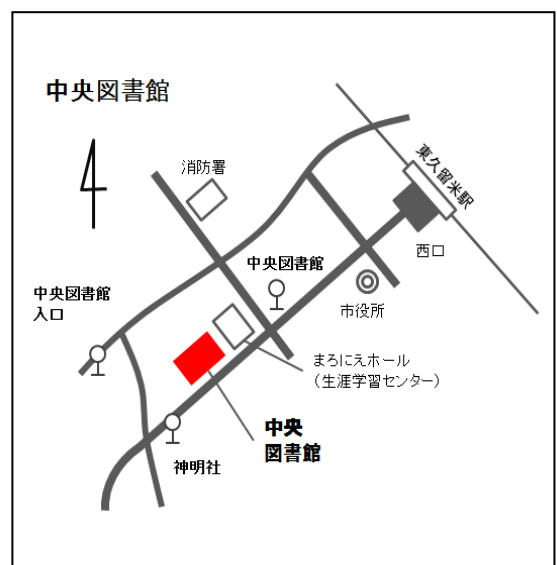 中央図書館
消防署
東久留米駅
西口
中央図書館
市役所
中央図書館
入口
まろにえホール
（生涯学習センター）
中央
図書館
神明社